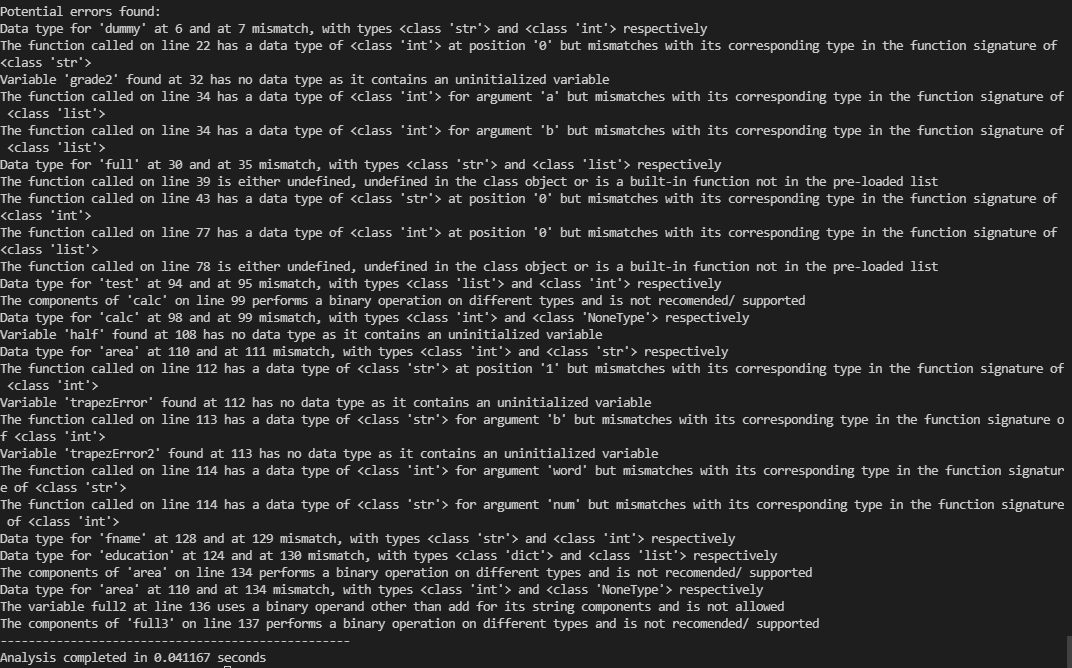 Potential errors found:
Data type for 'dummy' at 6 and at 7 mismatch, with types <class 'str'> and <class 'int'> respectively
The function called on line 22 has a data type of <class 'int'> at position '0' but mismatches with its corresponding type in the function signature of
<class 'str'>
Variable 'grade2' found at 32 has no data type as it contains an uninitialized variable
The function called on line 34 has a data type of <class 'int'> for argument 'a' but mismatches with its corresponding type in the function signature of
 <class 'list'>
The function called on line 34 has a data type of <class 'int'> for argument 'b' but mismatches with its corresponding type in the function signature of
 <class 'list'>
Data type for 'full' at 30 and at 35 mismatch, with types <class 'str'> and <class 'list'> respectively
The function called on line 39 is either undefined, undefined in the class object or is a built-in function not in the pre-loaded list
The function called on line 43 has a data type of <class 'str'> at position '0' but mismatches with its corresponding type in the function signature of
<class 'int'>
The function called on line 77 has a data type of <class 'int'> at position '0' but mismatches with its corresponding type in the function signature of
<class 'list'>
The function called on line 78 is either undefined, undefined in the class object or is a built-in function not in the pre-loaded list
Data type for 'test' at 94 and at 95 mismatch, with types <class 'list'> and <class 'int'> respectively
The components of 'calc' on line 99 performs a binary operation on different types and is not recomended/ supported
Data type for 'calc' at 98 and at 99 mismatch, with types <class 'int'> and <class 'NoneType'> respectively
Variable 'half' found at 108 has no data type as it contains an uninitialized variable
Data type for 'area' at 110 and at 111 mismatch, with types <class 'int'> and <class 'str'> respectively
The function called on line 112 has a data type of <class 'str'> at position '1' but mismatches with its corresponding type in the function signature of
 <class 'int'>
Variable 'trapezError' found at 112 has no data type as it contains an uninitialized variable
The function called on line 113 has a data type of <class 'str'> for argument 'b' but mismatches with its corresponding type in the function signature o
f <class 'int'>
Variable 'trapezError2' found at 113 has no data type as it contains an uninitialized variable
The function called on line 114 has a data type of <class 'int'> for argument 'word' but mismatches with its corresponding type in the function signatur
e of <class 'str'>
The function called on line 114 has a data type of <class 'str'> for argument 'num' but mismatches with its corresponding type in the function signature
 of <class 'int'>
Data type for 'fname' at 128 and at 129 mismatch, with types <class 'str'> and <class 'int'> respectively
Data type for 'education' at 124 and at 130 mismatch, with types <class 'dict'> and <class 'list'> respectively
The components of 'area' on line 134 performs a binary operation on different types and is not recomended/ supported
Data type for 'area' at 110 and at 134 mismatch, with types <class 'int'> and <class 'NoneType'> respectively
The variable full2 at line 136 uses a binary operand other than add for its string components and is not allowed
The components of 'full3' on line 137 performs a binary operation on different types and is not recomended/ supported
--------------------------------------------------
Analysis completed in 0.041167 seconds